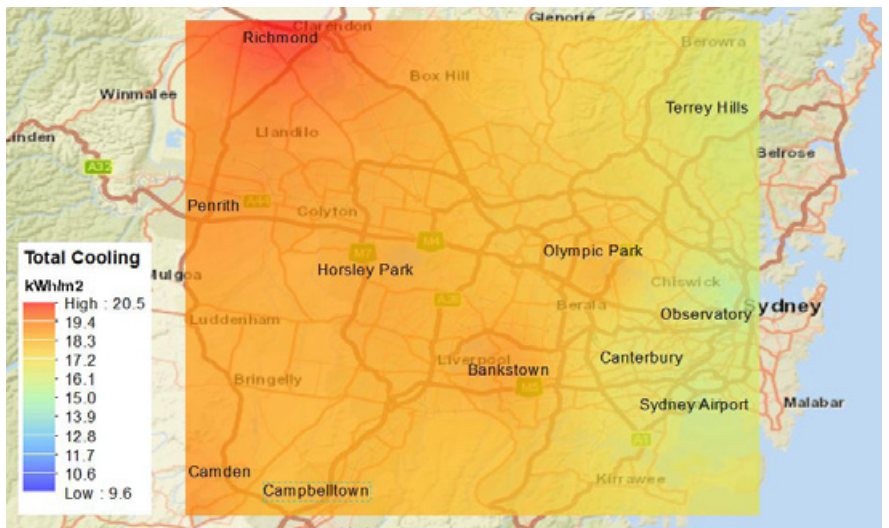 Glenorie
Clarendon
Richmond
Berowra
Box Hill
Winmalee
Terrey Hills
Linden
Llandilo
Belrose
A32
Penrith
A44
Colyton
M4
M7
Olympic Park
Total Cooling
kWh/m2
Mulgoa
Horsley Park
Chiswick
High : 20.5
19.4
18.3
17.2
16.1
15.0
13.9
12.8
11.7
10.6
Low : 9.6
A28
Berala
Sydney
Luddenham
Observatory
Liverpool
Canterbury
Bankstown
Bringelly
M5
Sydney Airport
Malabar
A1
Camden
Kirrawee
Campbelltown